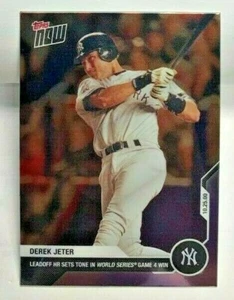 topps
NOW
DEREK JETER
LEADOFF HR SETS TONE IN WORLD SERIES® GAME 4 WIN
10.25.00
NY